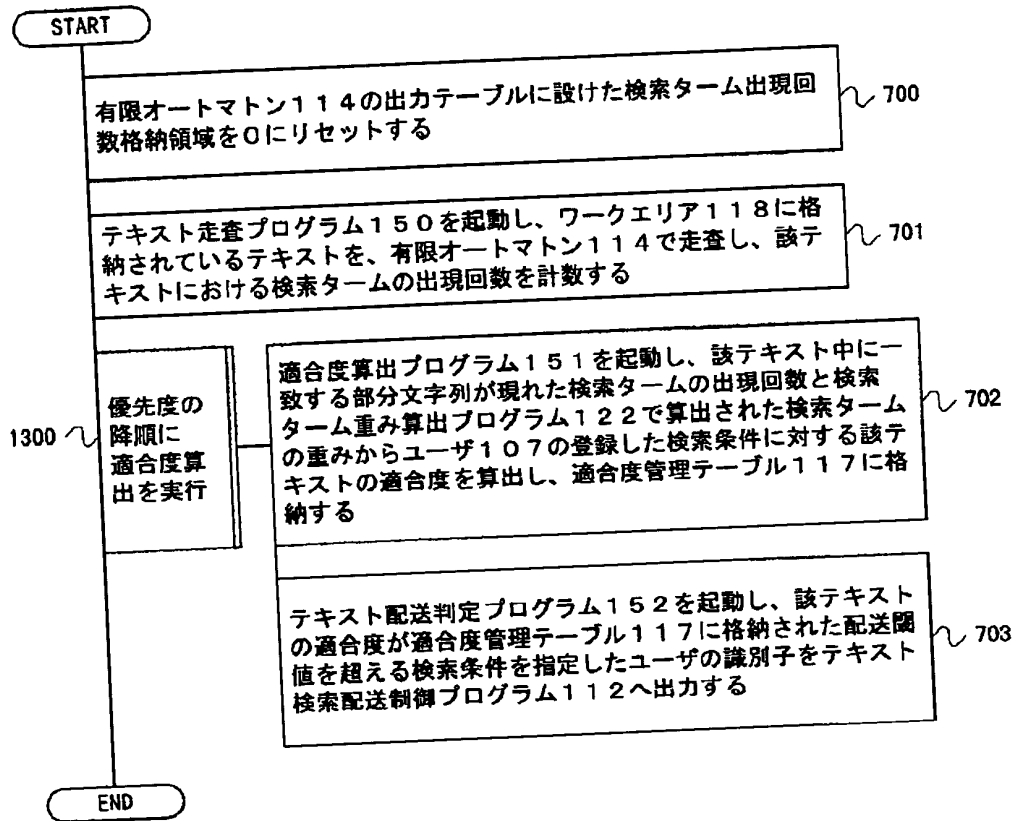 START
有限オートマトン114の出力テーブルに設けた検索ターム出現回
数格納領域を0にリセットする
700
テキスト走査プログラム150を起動し、ワークエリア118に格
納されているテキストを、有限オートマトン114で走査し、該テ
キストにおける検索タームの出現回数を計数する
701
1300
優先度の
降順に
適合度算
出を実行
適合度算出プログラム151を起動し、該テキスト中に一
致する部分文字列が現れた検索タームの出現回数と検索
ターム重み算出プログラム122で算出された検索ターム
の重みからユーザ107の登録した検索条件に対する該テ
キストの適合度を算出し、適合度管理テーブル117に格
納する
702
テキスト配送判定プログラム152を起動し、該テキスト
の適合度が適合度管理テーブル117に格納された配送閾
値を超える検索条件を指定したユーザの識別子をテキスト
検索配送制御プログラム112へ出力する
703
END